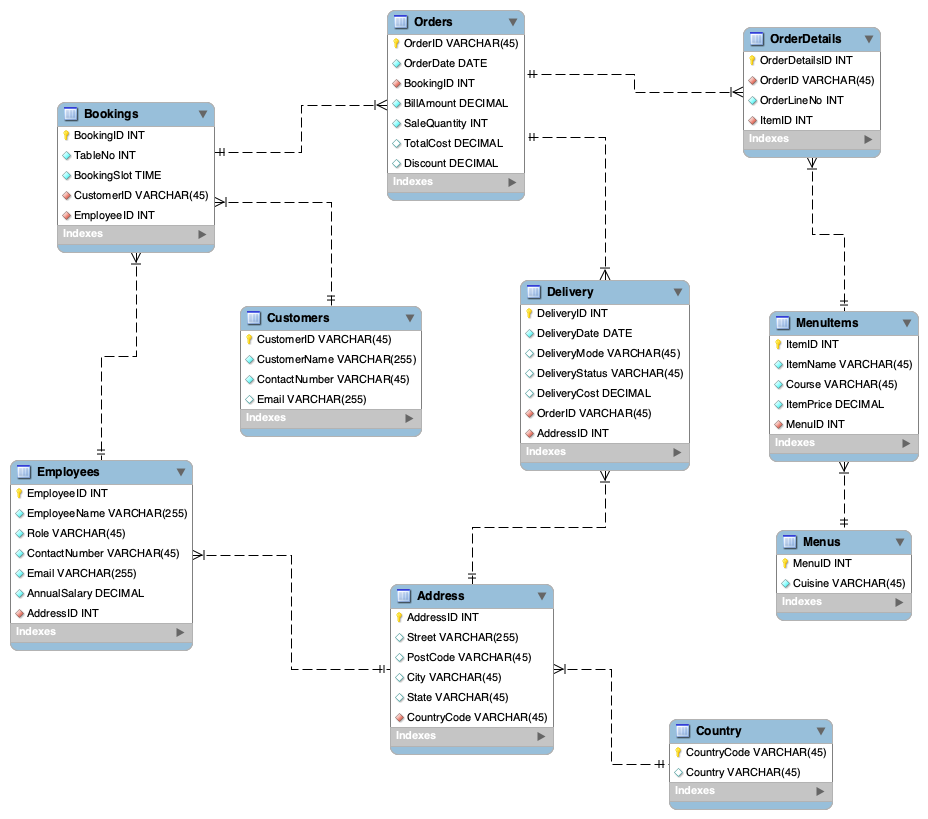 Orders
OrderID VARCHAR(45)
OrderDate DATE
BookingID INT
BillAmount DECIMAL
SaleQuantity INT
TotalCost DECIMAL
Discount DECIMAL
Indexes
OrderDetails
OrderDetailsID INT
OrderID VARCHAR(45)
OrderLineNo INT
ItemID INT
Indexes
Bookings
BookingID INT
TableNo INT
BookingSlot TIME
CustomerID VARCHAR(45)
EmployeeID INT
Indexes
Customers
CustomerID VARCHAR(45)
CustomerName VARCHAR(255)
ContactNumber VARCHAR(45)
Email VARCHAR(255)
Indexes
Delivery
DeliveryID INT
DeliveryDate DATE
DeliveryMode VARCHAR(45)
DeliveryStatus VARCHAR(45)
DeliveryCost DECIMAL
OrderID VARCHAR(45)
AddressID INT
Indexes
MenuItems
ItemID INT
ItemName VARCHAR(45)
Course VARCHAR(45)
ItemPrice DECIMAL
MenuID INT
Indexes
Employees
EmployeeID INT
EmployeeName VARCHAR(255)
Role VARCHAR(45)
ContactNumber VARCHAR(45)
Email VARCHAR(255)
AnnualSalary DECIMAL
AddressID INT
Indexes
Menus
MenuID INT
Cuisine VARCHAR(45)
Indexes
Address
AddressID INT
Street VARCHAR(255)
PostCode VARCHAR(45)
City VARCHAR(45)
State VARCHAR(45)
CountryCode VARCHAR(45)
Indexes
Country
CountryCode VARCHAR(45)
Country VARCHAR(45)
Indexes